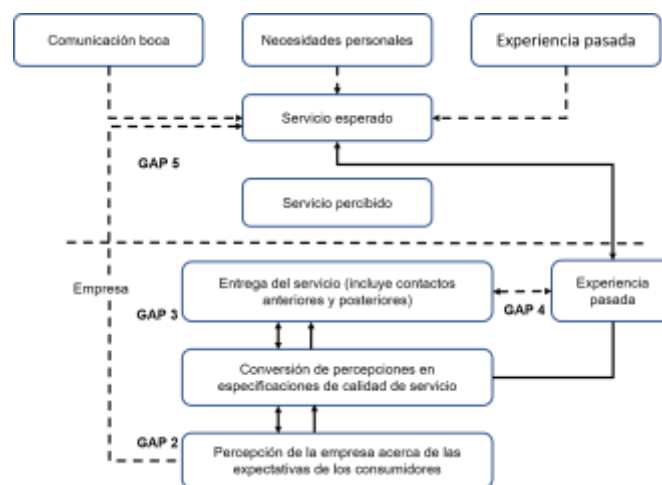 Comunicación boca
Necesidades personales
Experiencia pasada
Servicio esperado
GAP 5
Servicio percibido
Empresa
Entrega del servicio (incluye contactos
anteriores y posteriores)
Experiencia
pasada
GAP 3
GAP 4
Conversión de percepciones en
especificaciones de calidad de servicio
GAP 2
Percepción de la empresa acerca de las
expectativas de los consumidores